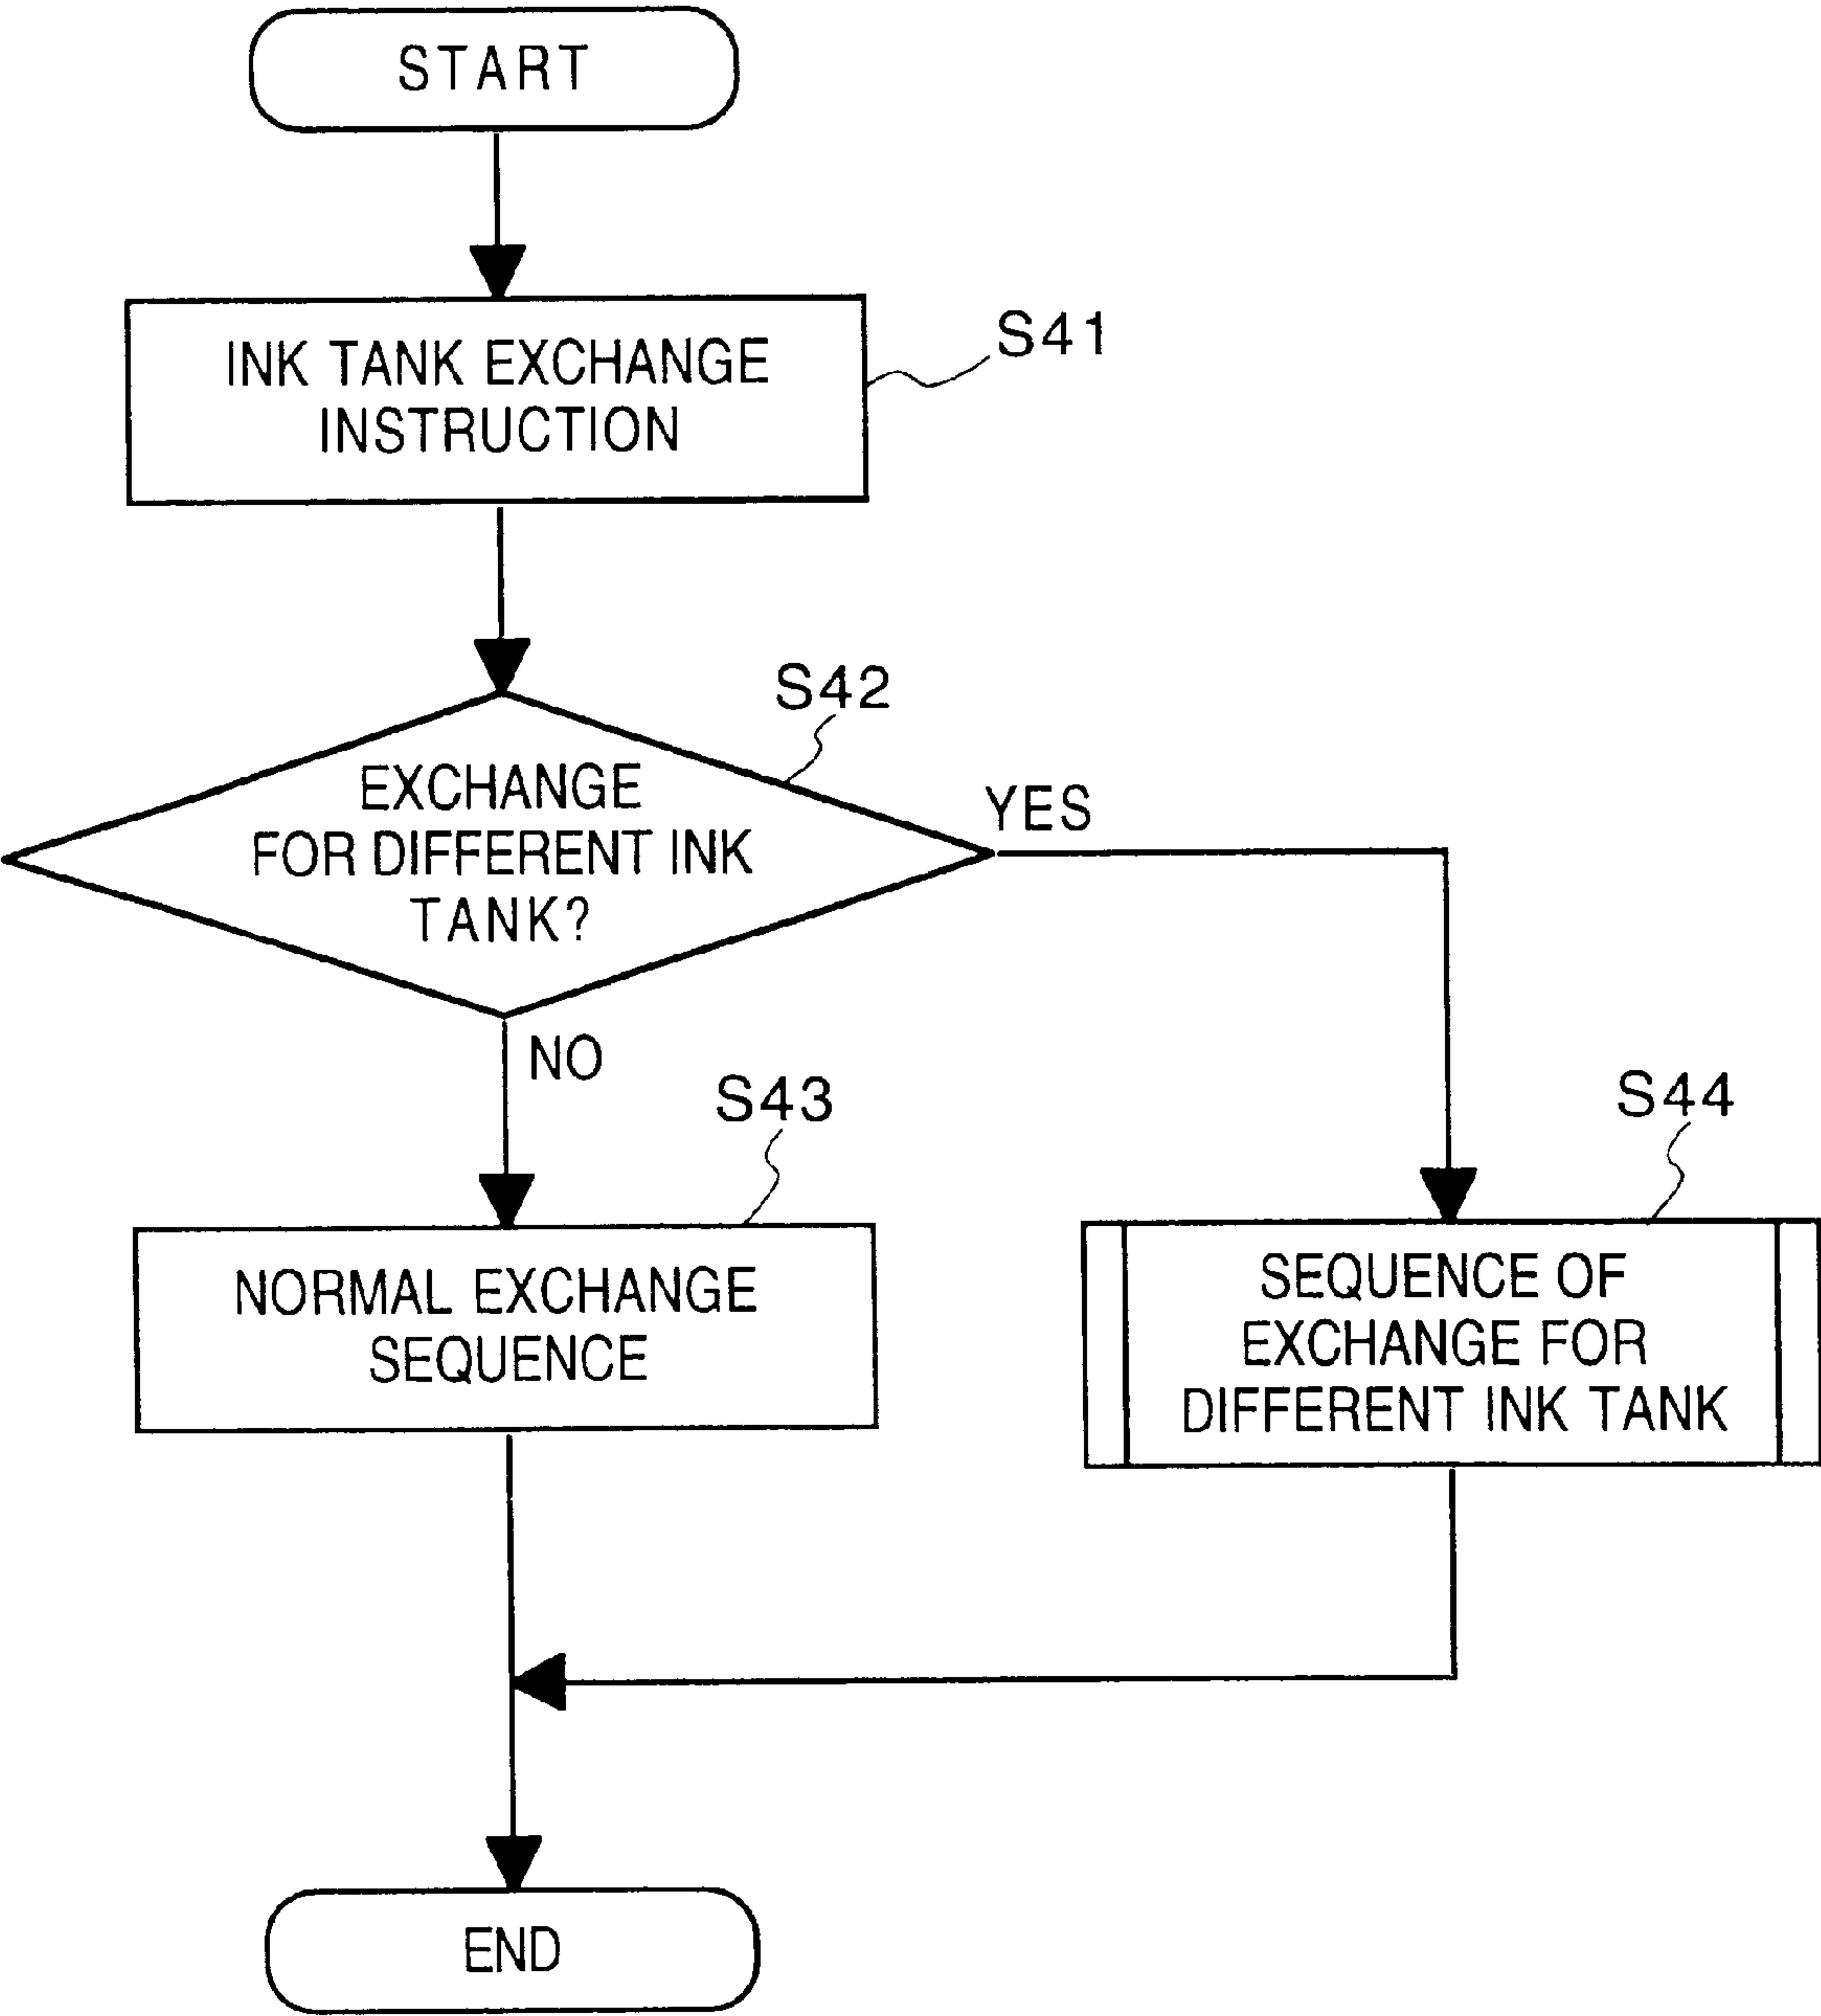 START
INK TANK EXCHANGE
INSTRUCTION
S41
S42
EXCHANGE
FOR DIFFERENT INK
TANK?
YES
NO
S43
NORMAL EXCHANGE
SEQUENCE
S44
SEQUENCE OF
EXCHANGE FOR
DIFFERENT INK TANK
END